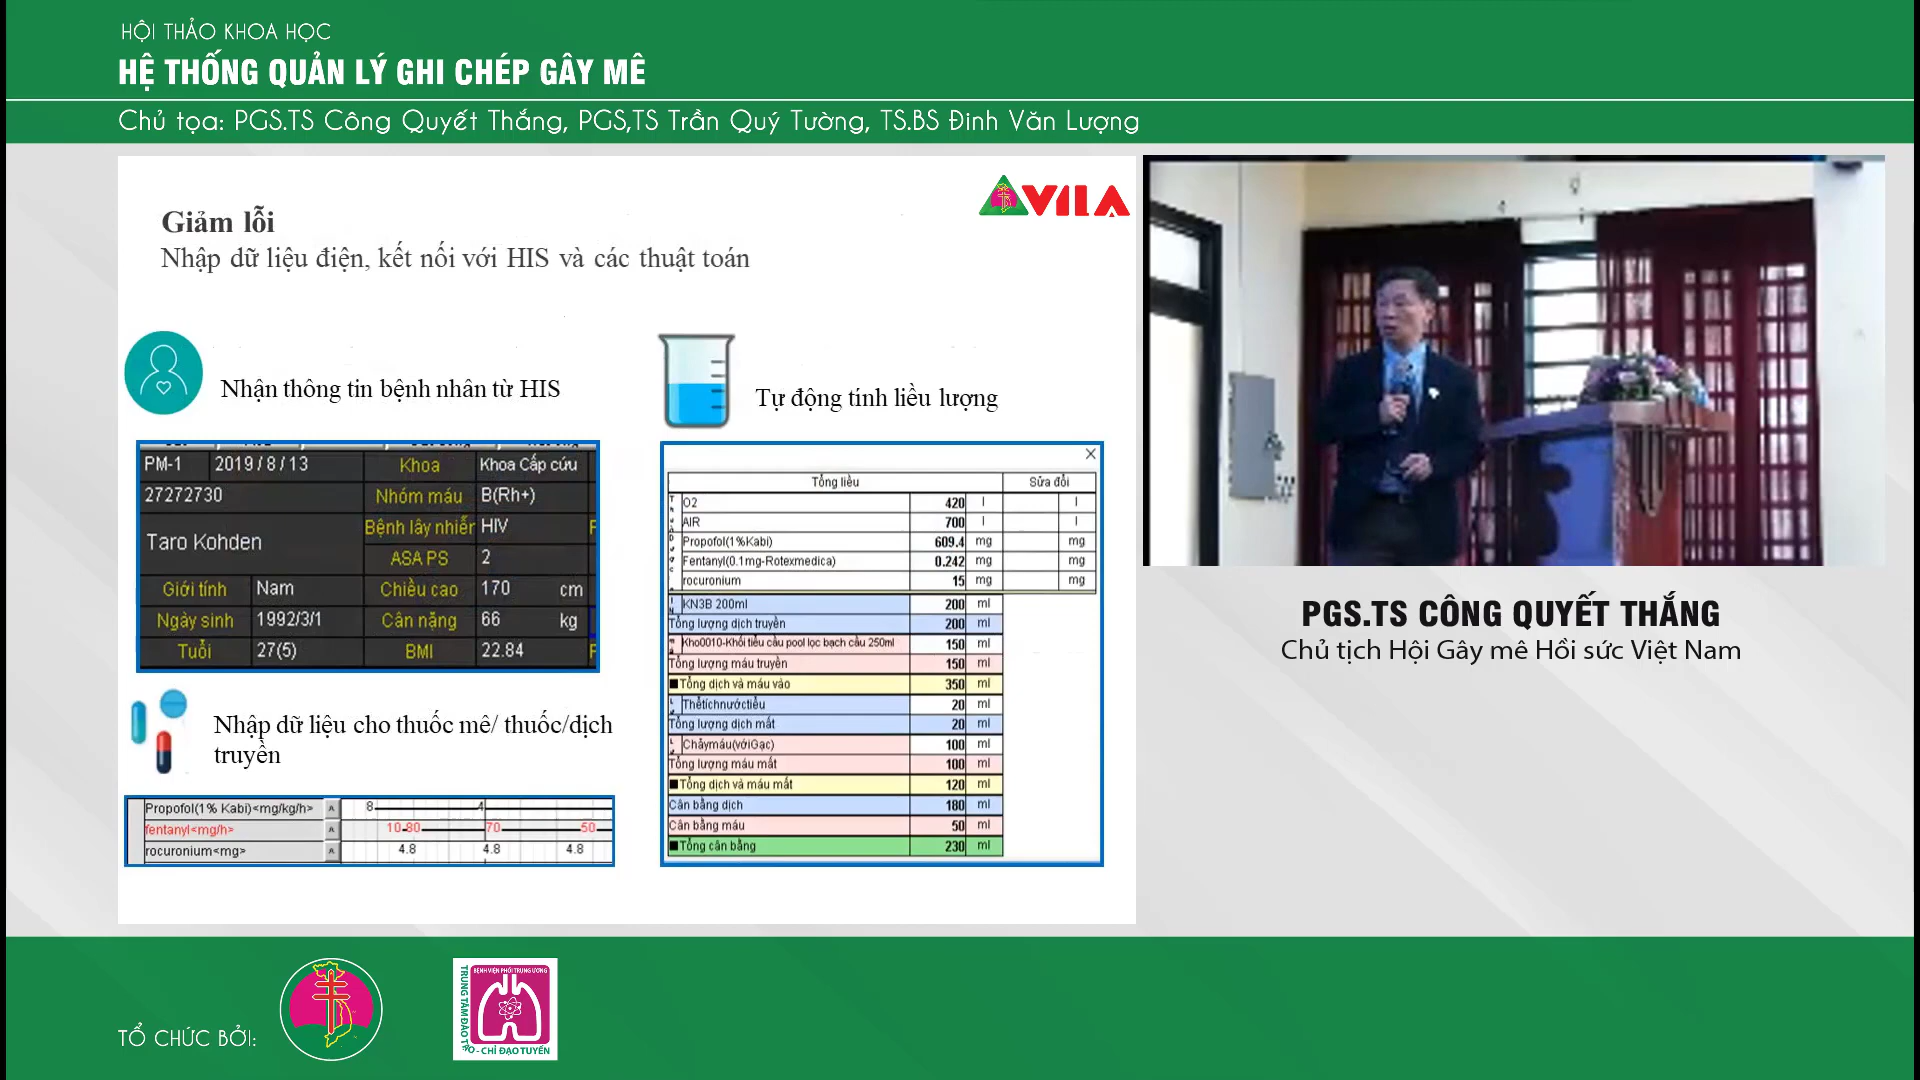 HỘI THẢO KHOA HỌC
HỆ THỐNG QUẢN LÝ GHI CHÉP GÂY MÊ
Chủ tọa: PGS.TS Công Quyết Thắng, PGS,TS Trần Quý Tường, TS.BS Đinh Văn Lượng
VILA
Giảm lỗi
Nhập dữ liệu điện, kết nối với HIS và các thuật toán
Nhận thông tin bệnh nhân từ HIS
PM-1 2019/8/13 Khoa Khoa Cấp cứu
27272730 Nhóm máu B(Rh+)
Taro Kohden Bệnh lây nhiễm HIV
ASA PS 2
Giới tính Nam Chiều cao 170 cm
Ngày sinh 1992/3/1 Cân nặng 66 kg
Tuổi 27(5) BMI 22.84
Nhập dữ liệu cho thuốc mê/ thuốc/dịch
truyền
Propofol(1% Kabi)<mg/kg/h> A 8 4
fentanyl<mg/h> A 10 80 70 50
rocuronium<mg> A 4.8 4.8 4.8
Tự động tính liều lượng
Tổng liều Sửa đổi
O2 420 l l
AIR 700 l l
Propofol(1%Kabi) 609.4 mg mg
Fentanyl(0.1mg-Rotexmedica) 0.242 mg mg
rocuronium 15 mg mg
KN3B 200ml 200 ml
Tổng lượng dịch truyền 200 ml
Kho0010-Khối tiểu cầu pool lọc bạch cầu 250ml 150 ml
Tổng lượng máu truyền 150 ml
■Tổng dịch và máu vào 350 ml
Thểtíchnướctiểu 20 ml
Tổng lượng dịch mất 20 ml
Chảymáu(vớiGạc) 100 ml
Tổng lượng máu mất 100 ml
■Tổng dịch và máu mất 120 ml
Cân bằng dịch 180 ml
Cân bằng máu 50 ml
■Tổng cân bằng 230 ml
PGS.TS CÔNG QUYẾT THẮNG
Chủ tịch Hội Gây mê Hồi sức Việt Nam
TỔ CHỨC BỞI:
BỆNH VIỆN PHỔI TRUNG ƯƠNG
TRUNG TÂM ĐÀO TẠO - CHỈ ĐẠO TUYẾN